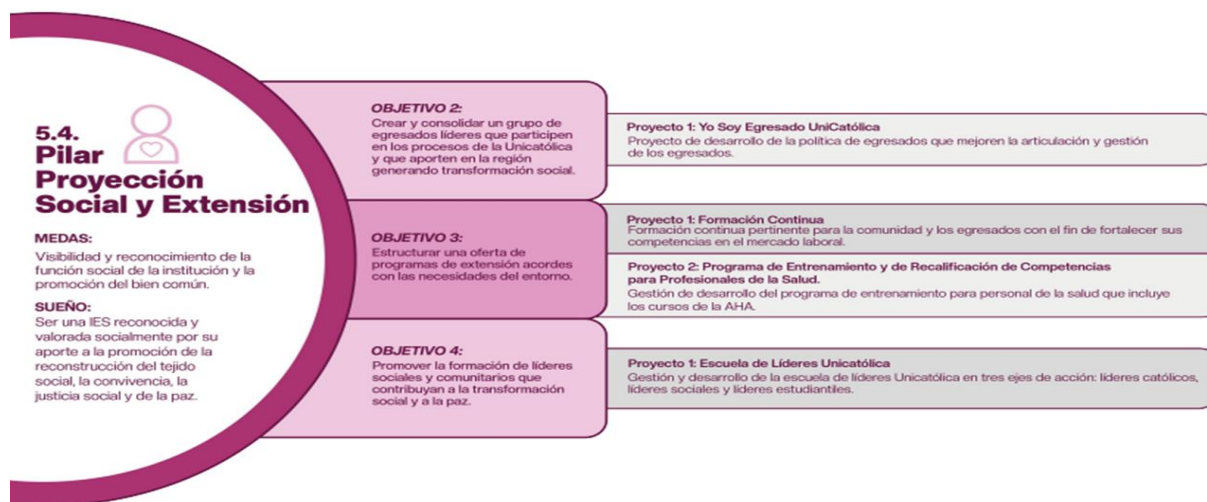 5.4.
Pilar
Proyección
Social y Extensión
MEDAS:
Visibilidad y reconocimiento de la
función social de la institución y la
promoción del bien común.
SUEÑO:
Ser una IES reconocida y
valorada socialmente por su
aporte a la promoción de la
reconstrucción del tejido
social, la convivencia, la
justicia social y de la paz.
OBJETIVO 2:
Crear y consolidar un grupo de
egresados líderes que participen
en los procesos de la Unicatólica
y que aporten en la región
generando transformación social.
Proyecto 1: Yo Soy Egresado UniCatólica
Proyecto de desarrollo de la política de egresados que mejoren la articulación y gestión
de los egresados.
OBJETIVO 3:
Estructurar una oferta de
programas de extensión acordes
con las necesidades del entorno.
Proyecto 1: Formación Continua
Formación continua pertinente para la comunidad y los egresados con el fin de fortalecer sus
competencias en el mercado laboral.
Proyecto 2: Programa de Entrenamiento y de Recalificación de Competencias
para Profesionales de la Salud.
Gestión de desarrollo del programa de entrenamiento para personal de la salud que incluye
los cursos de la AHA.
OBJETIVO 4:
Promover la formación de líderes
sociales y comunitarios que
contribuyan a la transformación
social y a la paz.
Proyecto 1: Escuela de Líderes Unicatólica
Gestión y desarrollo de la escuela de líderes Unicatólica en tres ejes de acción: líderes católicos,
líderes sociales y líderes estudiantiles.